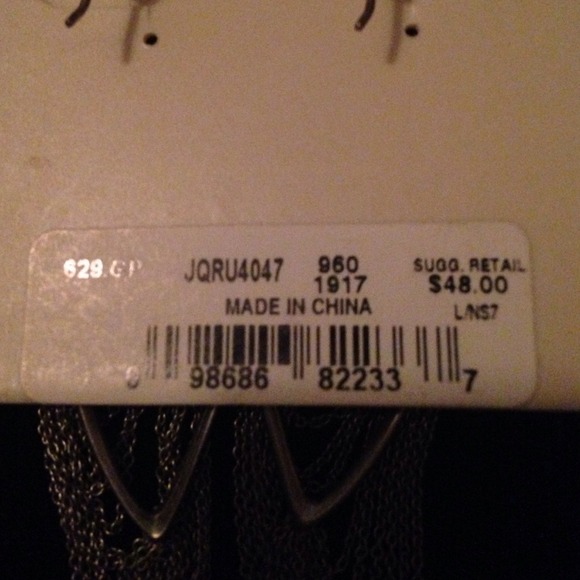 629.GP JQRU4047 960 SUGG. RETAIL
1917 $48.00
MADE IN CHINA L/NS7
98686 82233 7